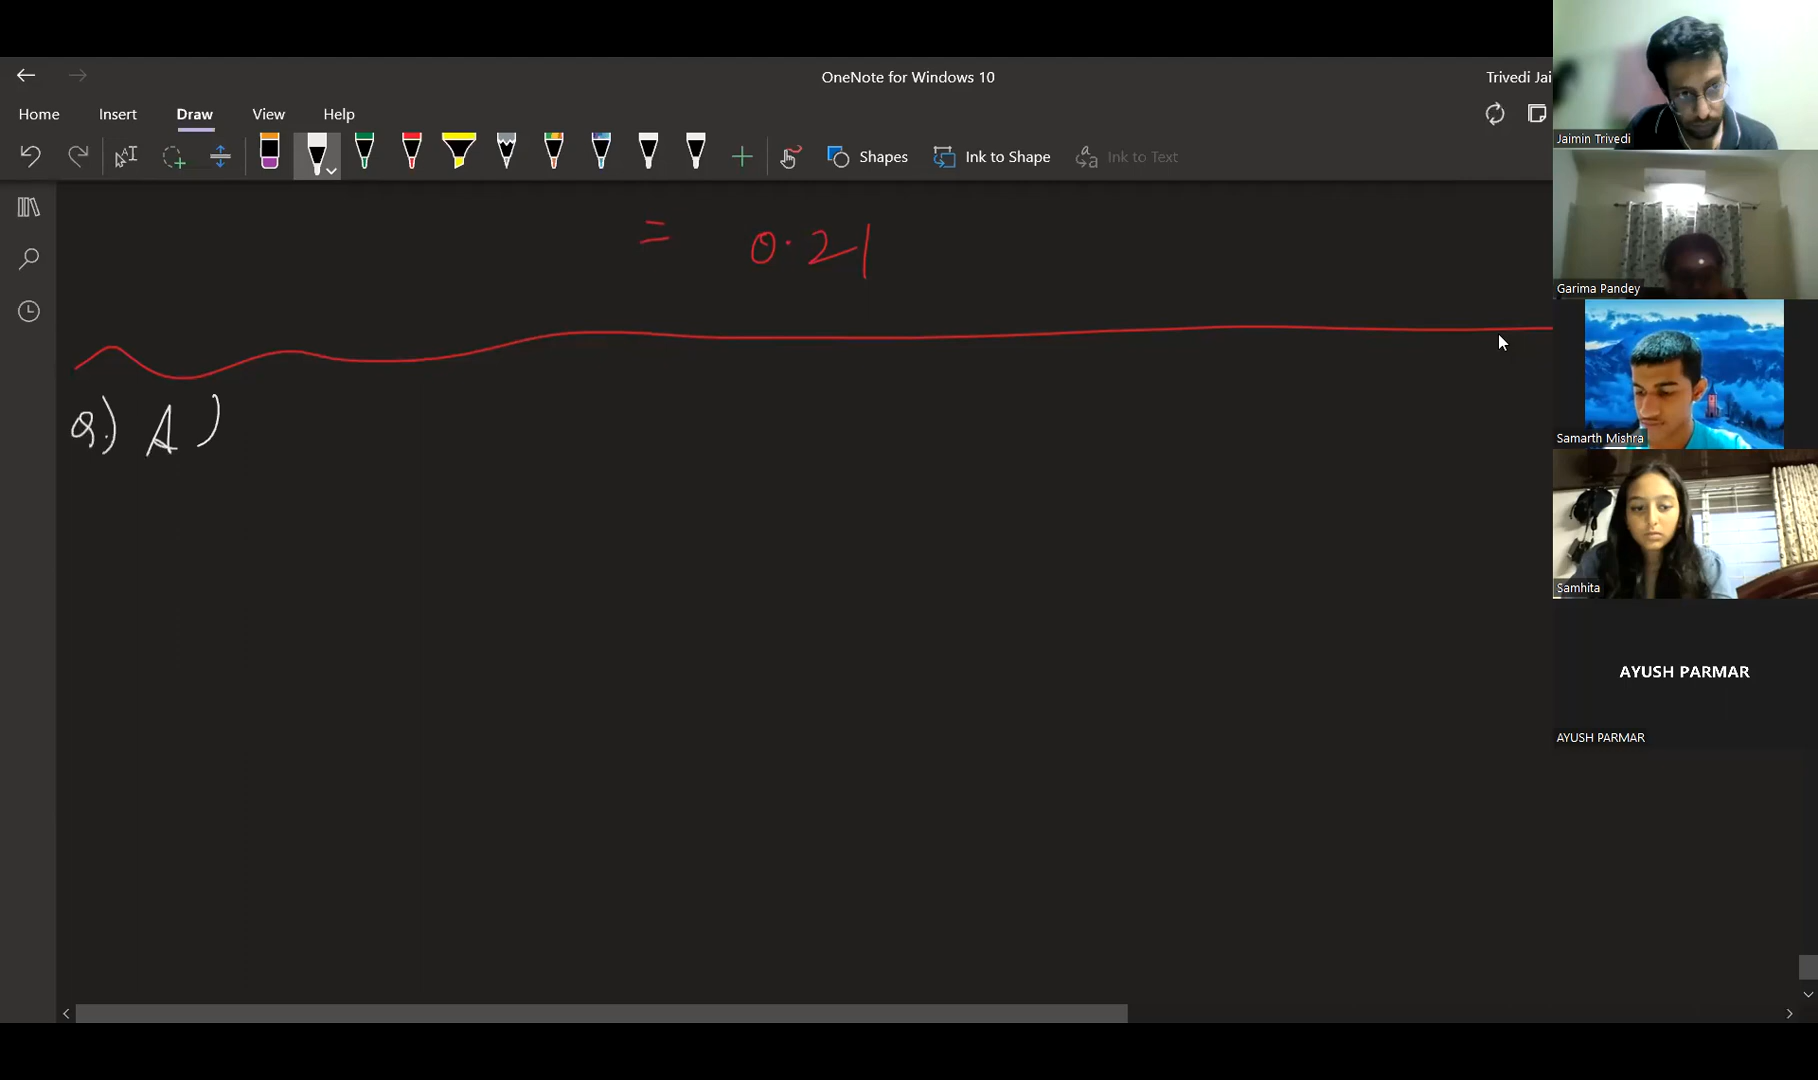 OneNote for Windows 10
Trivedi Jai
Home Insert Draw View Help
Shapes Ink to Shape Ink to Text
= 0.21
Q.) A )
Jaimin Trivedi
Garima Pandey
Samarth Mishra
Samhita
AYUSH PARMAR
AYUSH PARMAR